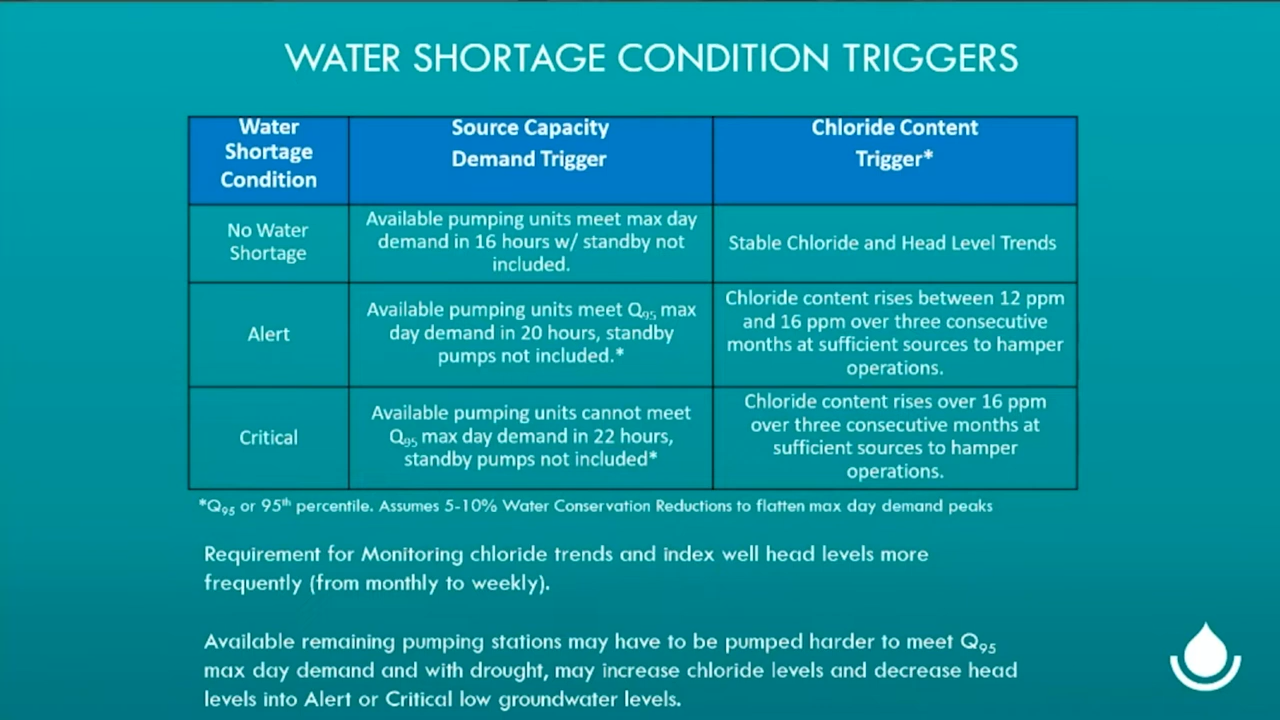 WATER SHORTAGE CONDITION TRIGGERS
Water
Shortage
Condition
Source Capacity
Demand Trigger
Chloride Content
Trigger*
No Water
Shortage
Available pumping units meet max day
demand in 16 hours w/ standby not
included.
Stable Chloride and Head Level Trends
Alert
Available pumping units meet Q95 max
day demand in 20 hours, standby
pumps not included.*
Chloride content rises between 12 ppm
and 16 ppm over three consecutive
months at sufficient sources to hamper
operations.
Critical
Available pumping units cannot meet
Q95 max day demand in 22 hours,
standby pumps not included*
Chloride content rises over 16 ppm
over three consecutive months at
sufficient sources to hamper
operations.
*Q95 or 95th percentile. Assumes 5-10% Water Conservation Reductions to flatten max day demand peaks
Requirement for Monitoring chloride trends and index well head levels more
frequently (from monthly to weekly).
Available remaining pumping stations may have to be pumped harder to meet Q95
max day demand and with drought, may increase chloride levels and decrease head
levels into Alert or Critical low groundwater levels.